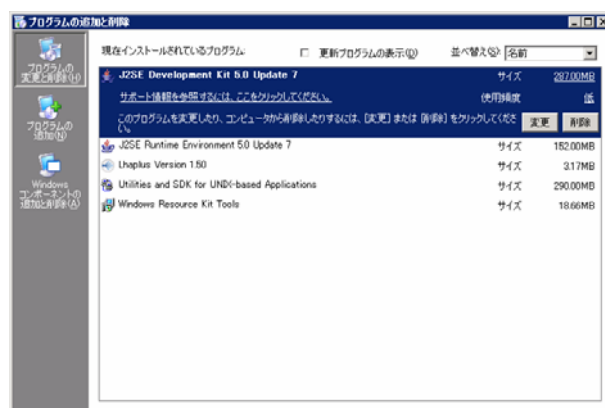 プログラムの追加と削除
プログラムの
変更と削除(H)
プログラムの
追加(N)
Windows
コンポーネントの
追加と削除(A)
現在インストールされているプログラム:
更新プログラムの表示(D)
並べ替え(S): 名前
J2SE Development Kit 5.0 Update 7 サイズ 287.00MB
サポート情報を参照するには、ここをクリックしてください。 使用頻度 低
このプログラムを変更したり、コンピュータから削除したりするには、[変更] または [削除] をクリックしてくださ
い。
変更 削除
J2SE Runtime Environment 5.0 Update 7 サイズ 152.00MB
Lhaplus Version 1.50 サイズ 3.17MB
Utilities and SDK for UNIX-based Applications サイズ 290.00MB
Windows Resource Kit Tools サイズ 18.66MB